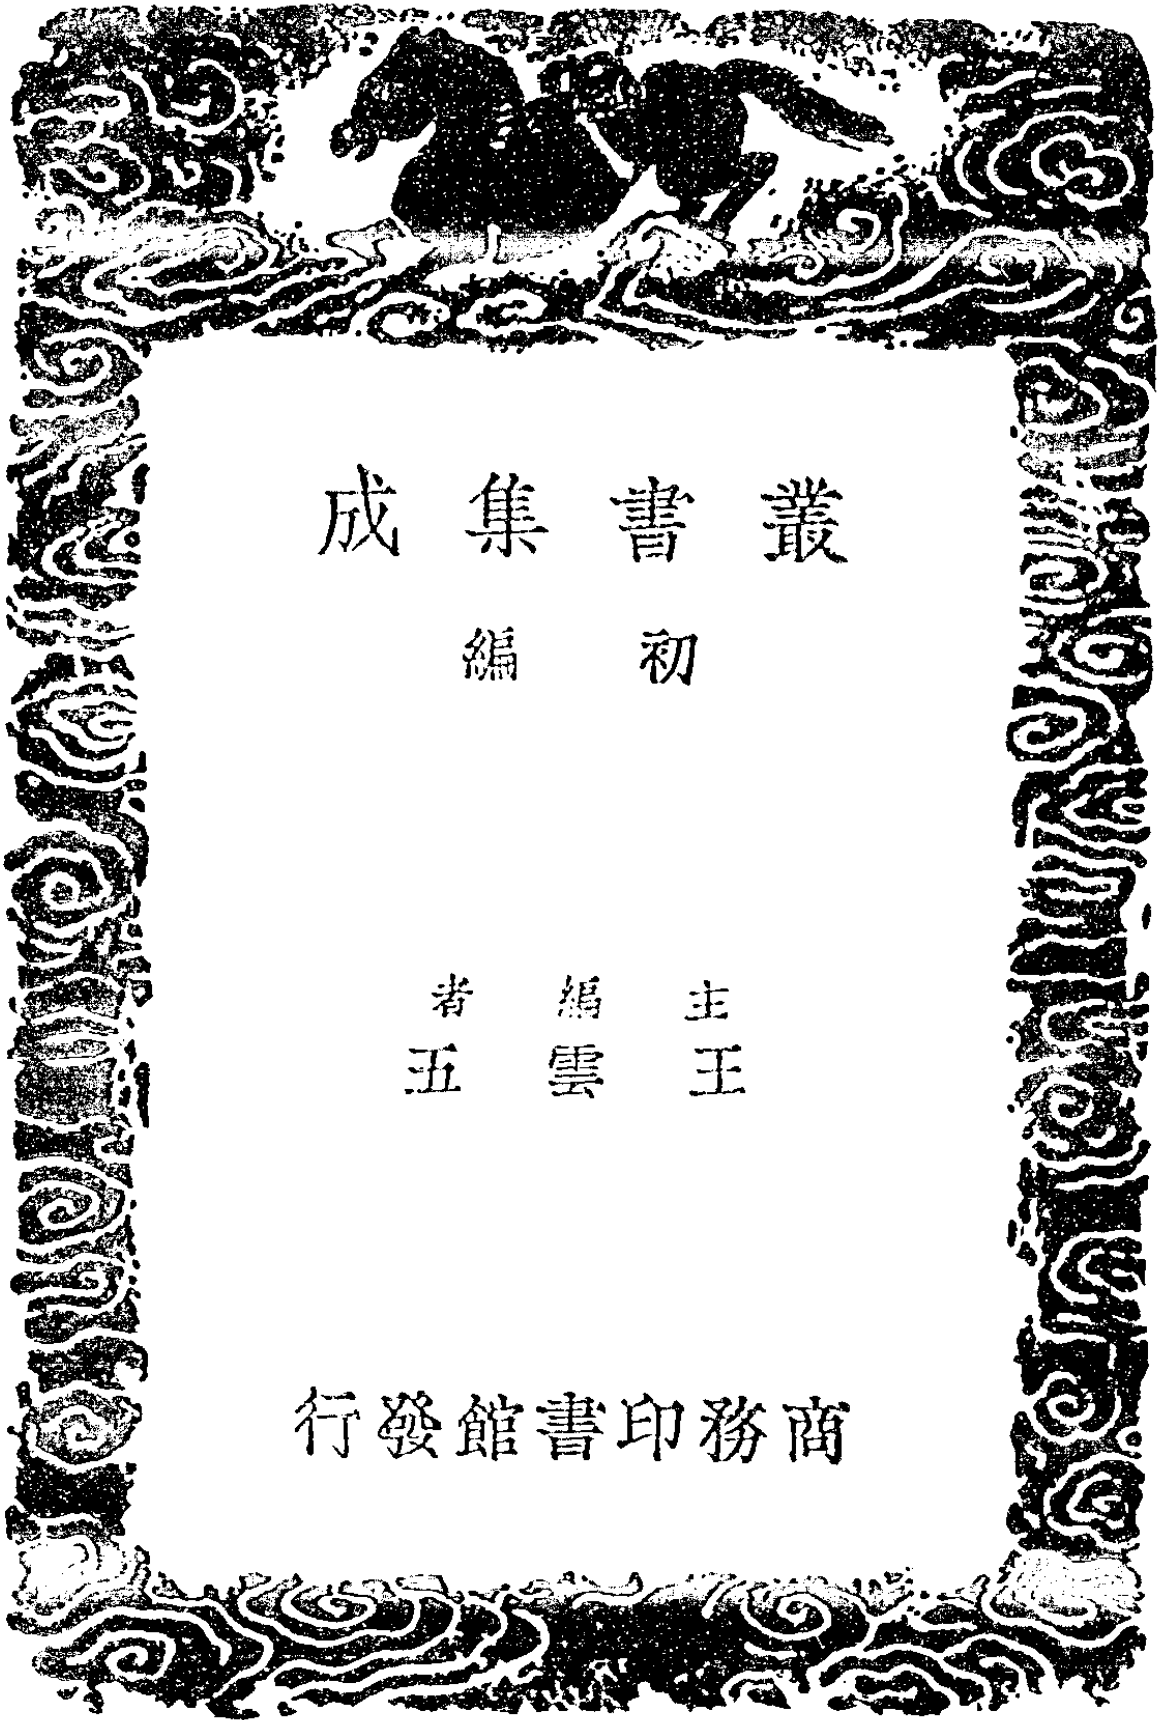 叢書集成
初編
主編者
王雲五
商務印書館發行